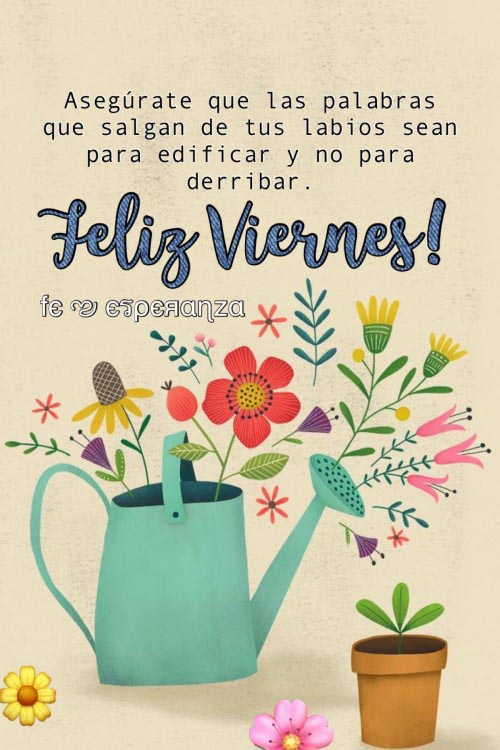 Asegúrate que las palabras
que salgan de tus labios sean
para edificar y no para
derribar.
Feliz Viernes!
fe y esperanza